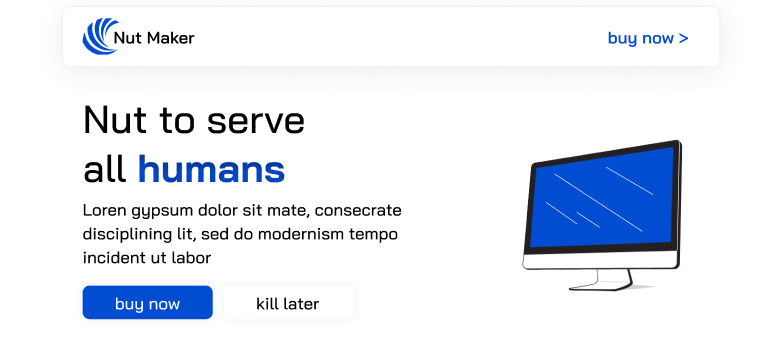 Nut Maker
buy now >
Nut to serve
all humans
Loren gypsum dolor sit mate, consecrate
disciplining lit, sed do modernism tempo
incident ut labor
buy now
kill later